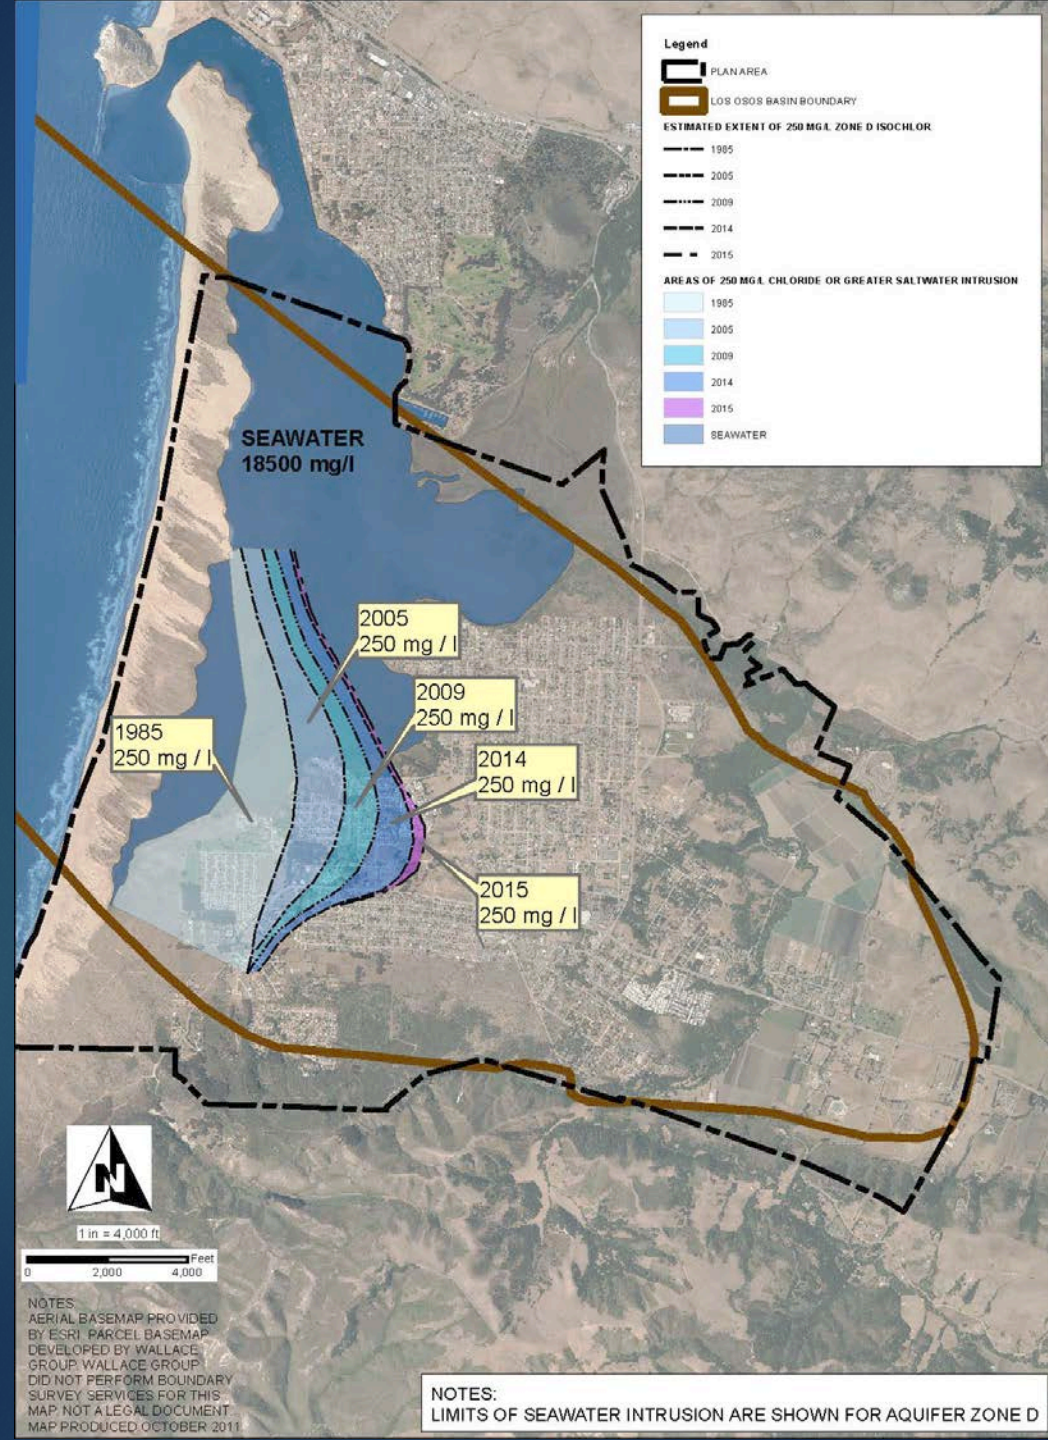 Legend
PLAN AREA
LOS OSOS BASIN BOUNDARY
ESTIMATED EXTENT OF 250 MG/L ZONE D ISOCHLOR
1985
2005
2009
2014
2015
AREAS OF 250 MG/L CHLORIDE OR GREATER SALTWATER INTRUSION
1985
2005
2009
2014
2015
SEAWATER
SEAWATER
18500 mg/l
2005
250 mg / l
2009
250 mg / l
1985
250 mg / l
2014
250 mg / l
2015
250 mg / l
N
1 in = 4,000 ft
Feet
0 2,000 4,000
NOTES
AERIAL BASEMAP PROVIDED
BY ESRI. PARCEL BASEMAP
DEVELOPED BY WALLACE
GROUP. WALLACE GROUP
DID NOT PERFORM BOUNDARY
SURVEY SERVICES FOR THIS
MAP. NOT A LEGAL DOCUMENT.
MAP PRODUCED OCTOBER 2011
NOTES:
LIMITS OF SEAWATER INTRUSION ARE SHOWN FOR AQUIFER ZONE D